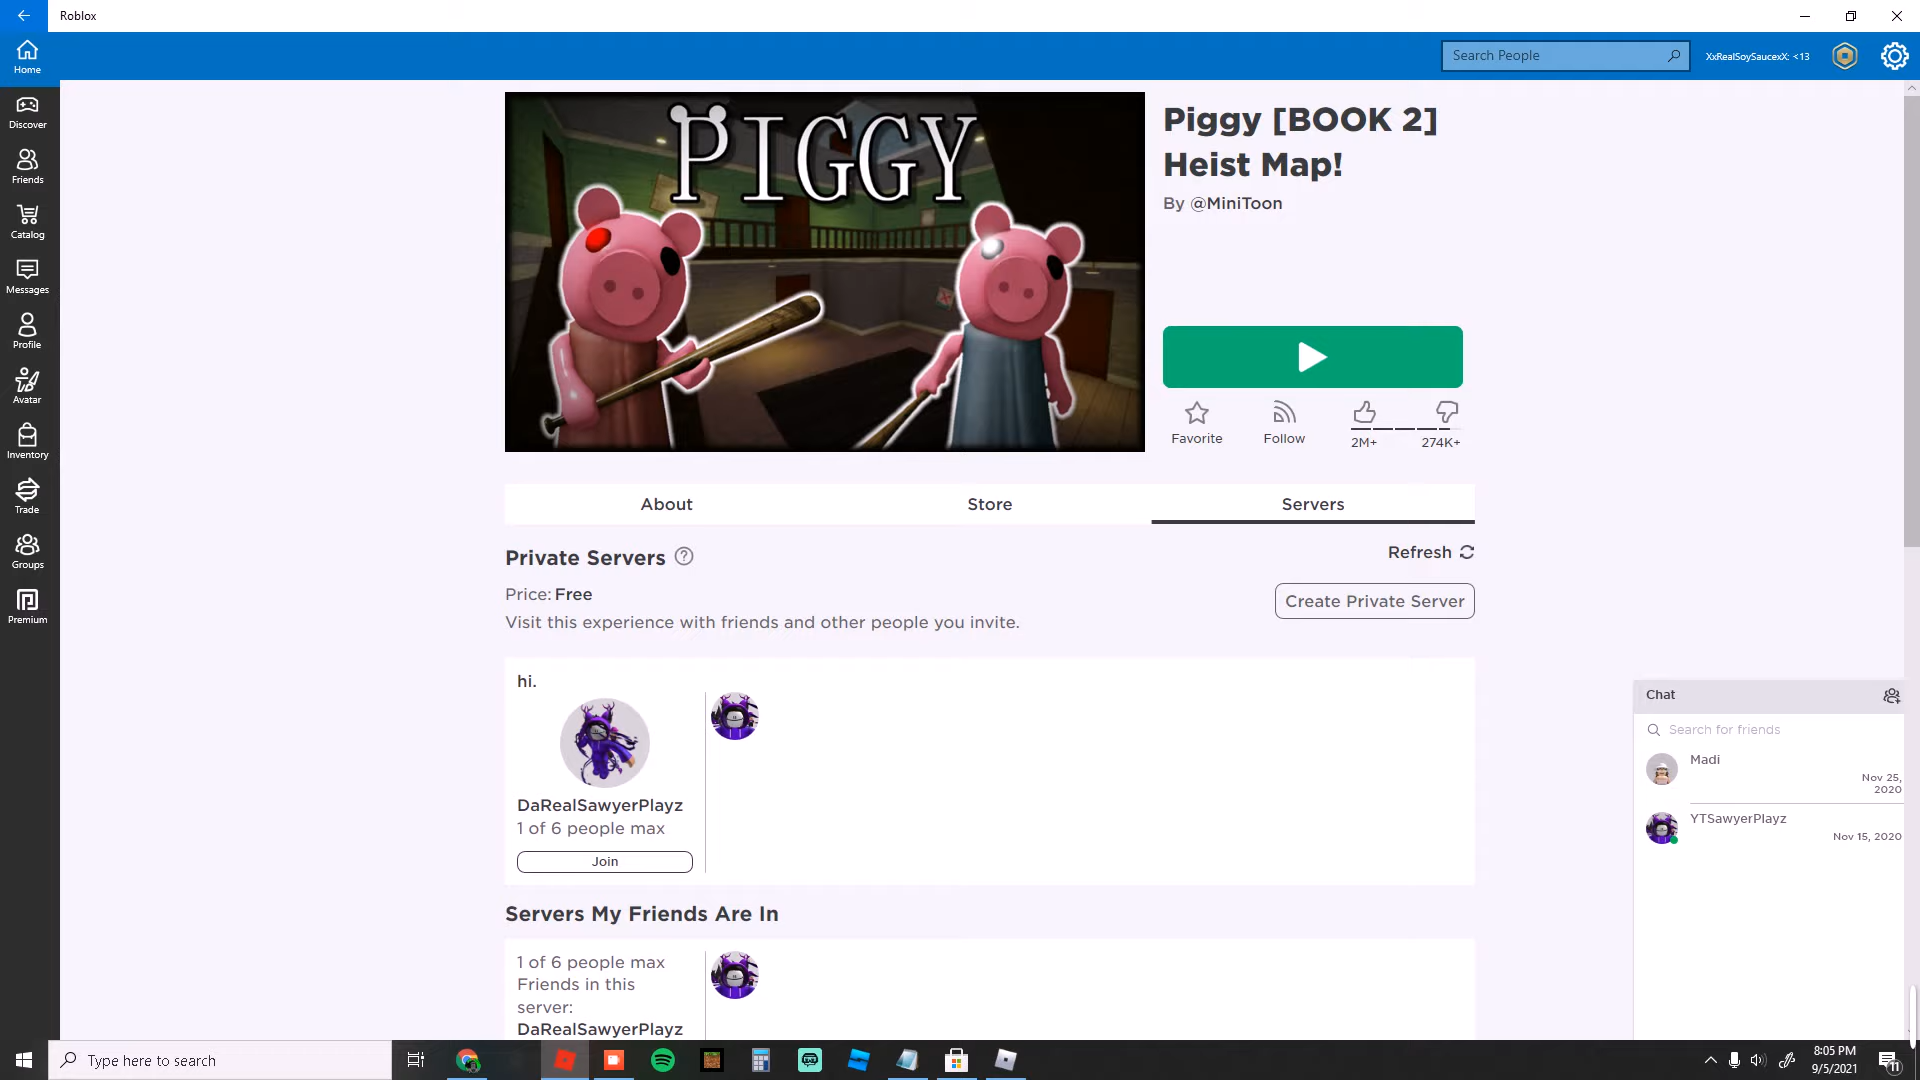 Roblox
Home
Search People
XxRealSoySaucexX: <13
Discover
Friends
Catalog
Messages
Profile
Avatar
Inventory
Trade
Groups
Premium
PIGGY
Piggy [BOOK 2]
Heist Map!
By @MiniToon
Favorite
Follow
2M+
274K+
About
Store
Servers
Private Servers
Refresh
Price: Free
Create Private Server
Visit this experience with friends and other people you invite.
hi.
DaRealSawyerPlayz
1 of 6 people max
Join
Servers My Friends Are In
1 of 6 people max
Friends in this
server:
DaRealSawyerPlayz
Chat
Search for friends
Madi
Nov 25,
2020
YTSawyerPlayz
Nov 15, 2020
Type here to search
8:05 PM
9/5/2021
11